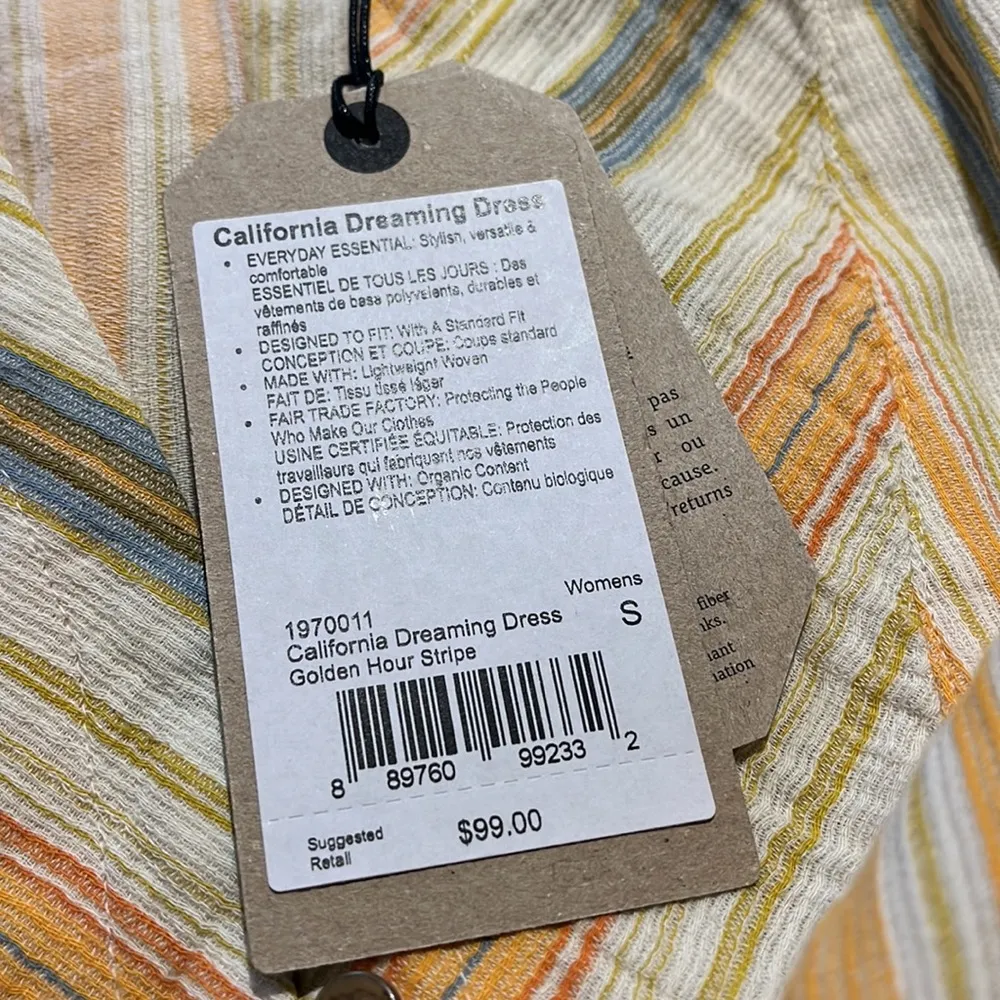 California Dreaming Dress
• EVERYDAY ESSENTIAL: Stylish, versatile &
comfortable
ESSENTIEL DE TOUS LES JOURS : Des
vêtements de base polyvalents, durables et
raffinés
• DESIGNED TO FIT: With A Standard Fit
CONCEPTION ET COUPE: Coupe standard
• MADE WITH: Lightweight Woven
FAIT DE: Tissu tissé léger
• FAIR TRADE FACTORY: Protecting the People
Who Make Our Clothes
USINE CERTIFIÉE ÉQUITABLE: Protection des
travailleurs qui fabriquent nos vêtements
• DESIGNED WITH: Organic Content
DÉTAIL DE CONCEPTION: Contenu biologique
Womens
1970011
S
California Dreaming Dress
Golden Hour Stripe
8 89760 99233 2
Suggested
Retail
$99.00
pas
s un
r ou
cause.
returns
fiber
ks.
iant
iation